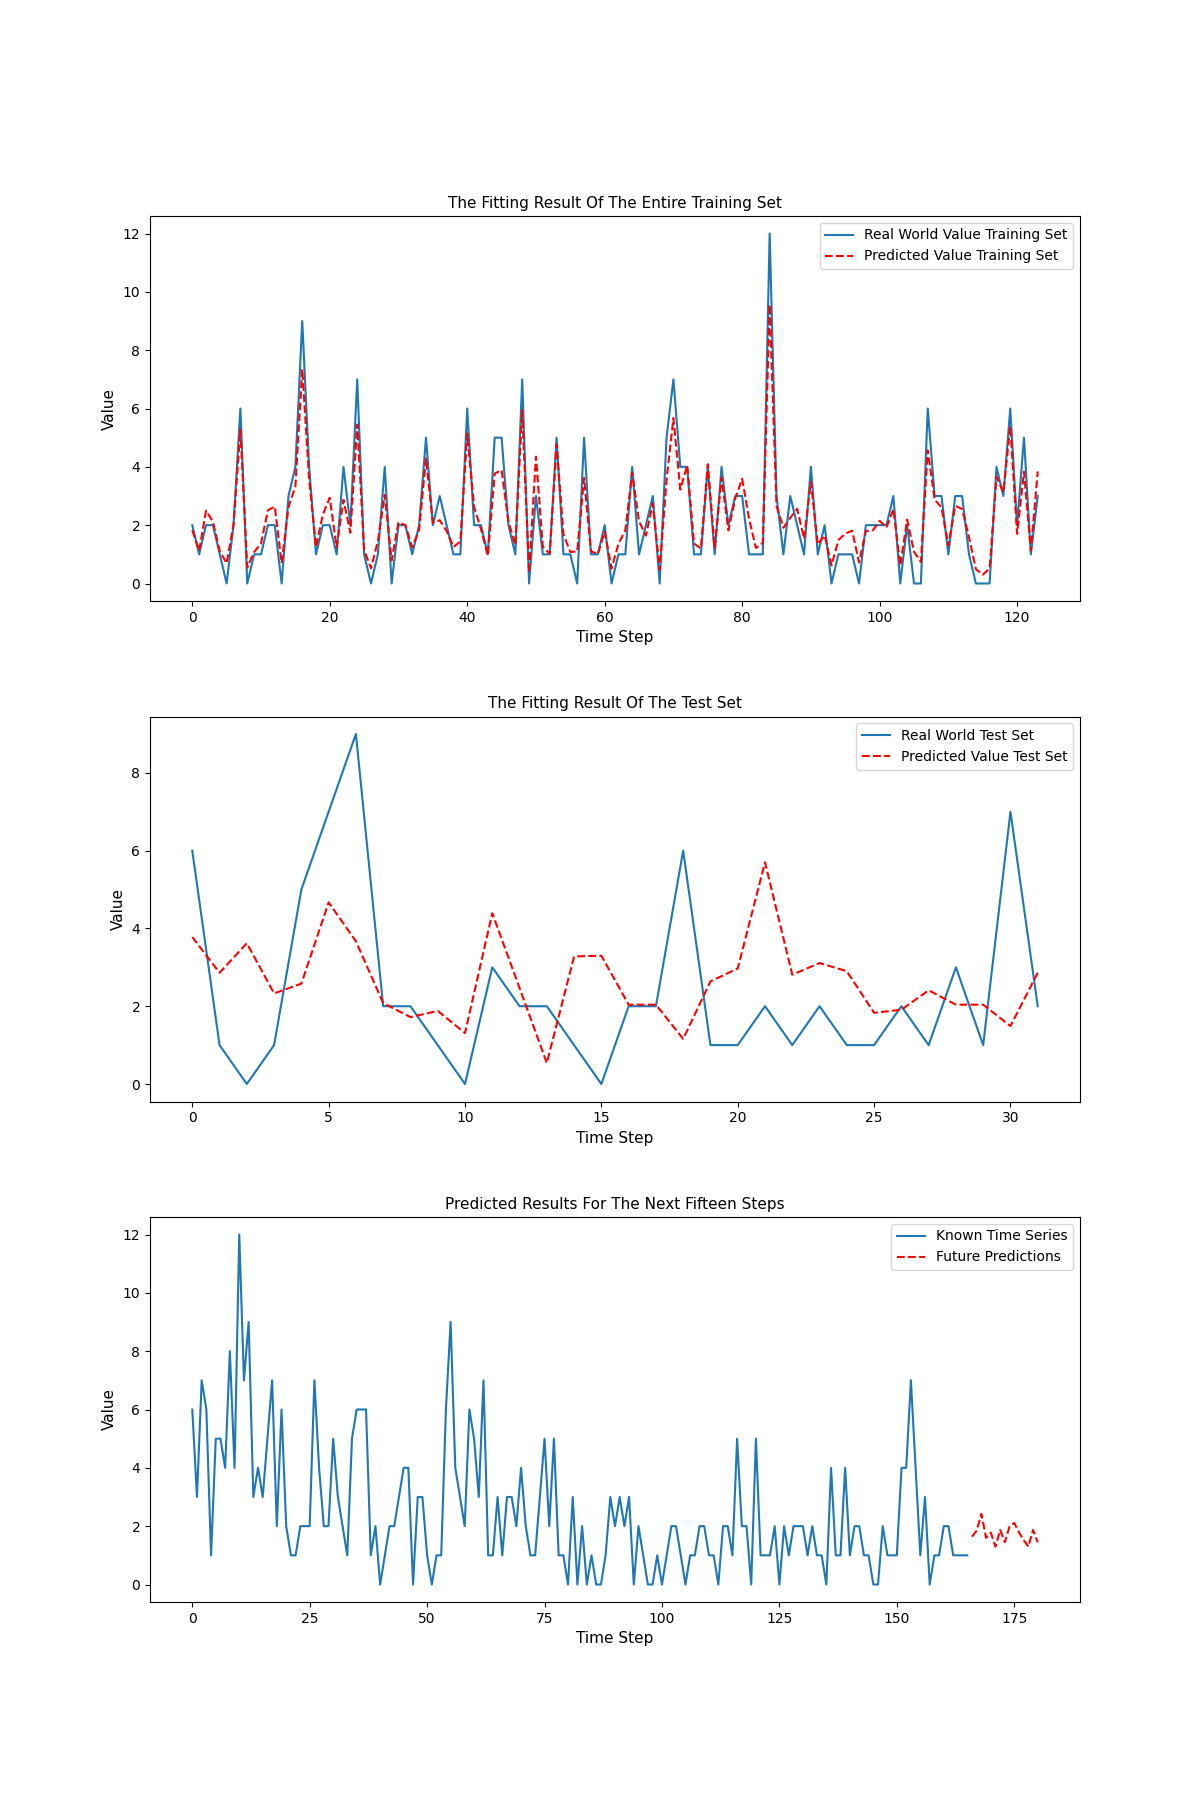 The Fitting Result Of The Entire Training Set
Real World Value Training Set
Predicted Value Training Set
Value
12
10
8
6
4
2
0
0 20 40 60 80 100 120
Time Step
The Fitting Result Of The Test Set
Real World Test Set
Predicted Value Test Set
Value
8
6
4
2
0
0 5 10 15 20 25 30
Time Step
Predicted Results For The Next Fifteen Steps
Known Time Series
Future Predictions
Value
12
10
8
6
4
2
0
0 25 50 75 100 125 150 175
Time Step